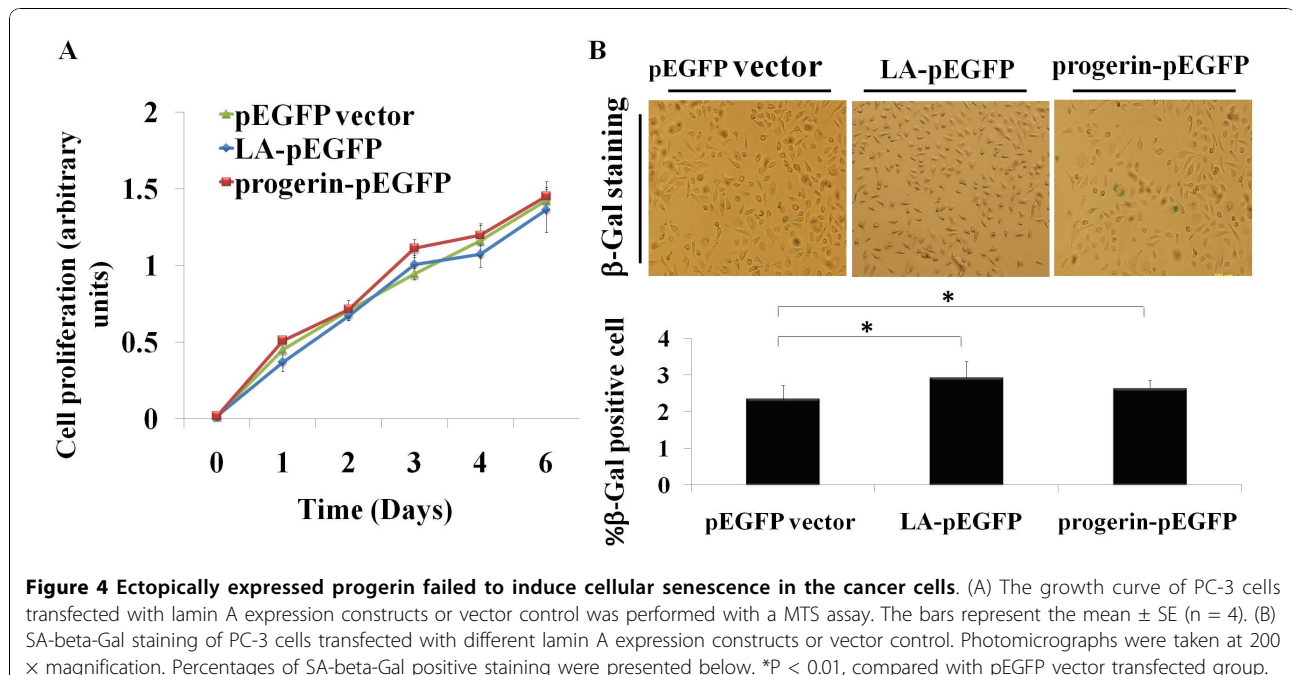 A
pEGFP vector
LA-pEGFP
progerin-pEGFP
Cell proliferation (arbitrary
units)
2
1.5
1
0.5
0
0 1 2 3 4 6
Time (Days)
B
pEGFP vector LA-pEGFP progerin-pEGFP
β-Gal staining
* 
*
%β-Gal positive cell
4
3
2
1
0
pEGFP vector LA-pEGFP progerin-pEGFP
Figure 4 Ectopically expressed progerin failed to induce cellular senescence in the cancer cells. (A) The growth curve of PC-3 cells
transfected with lamin A expression constructs or vector control was performed with a MTS assay. The bars represent the mean ± SE (n = 4). (B)
SA-beta-Gal staining of PC-3 cells transfected with different lamin A expression constructs or vector control. Photomicrographs were taken at 200
× magnification. Percentages of SA-beta-Gal positive staining were presented below. *P < 0.01, compared with pEGFP vector transfected group.